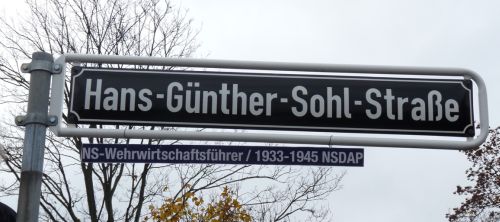 Hans-Günther-Sohl-Straße
NS-Wehrwirtschaftsführer / 1933-1945 NSDAP